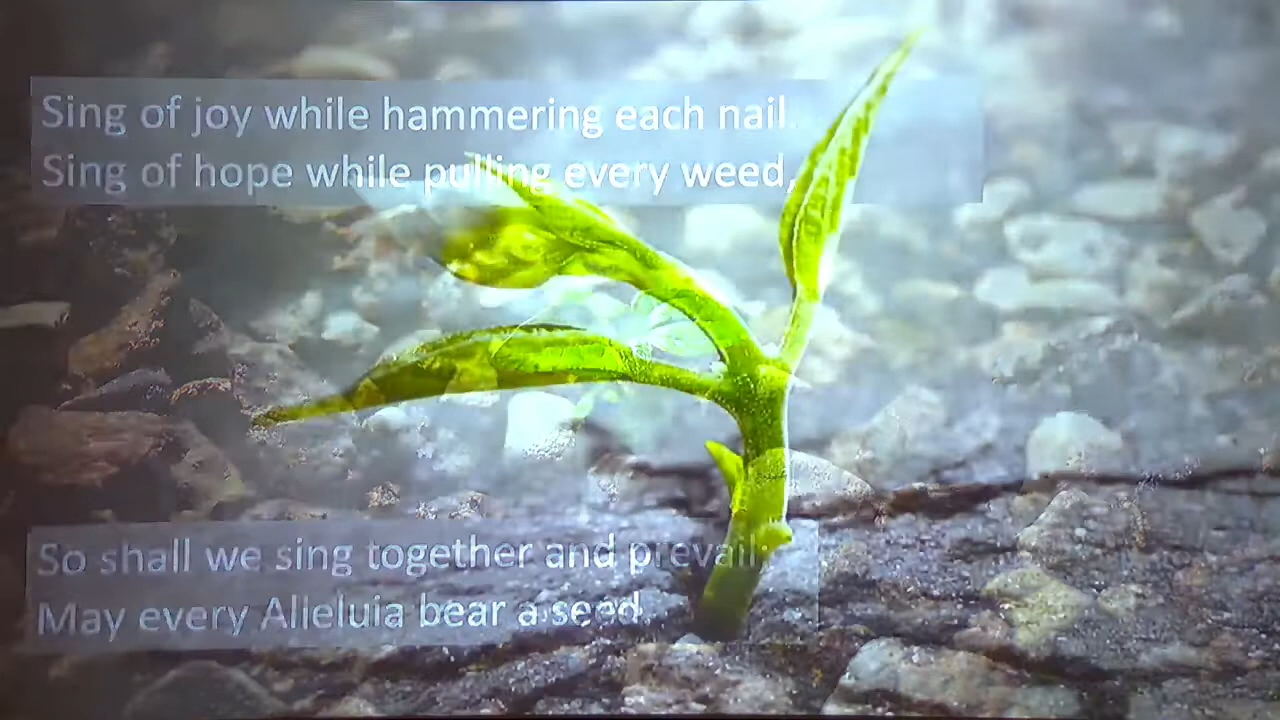 Sing of joy while hammering each nail.
Sing of hope while pulling every weed,
So shall we sing together and prevail;
May every Alleluia bear a seed.